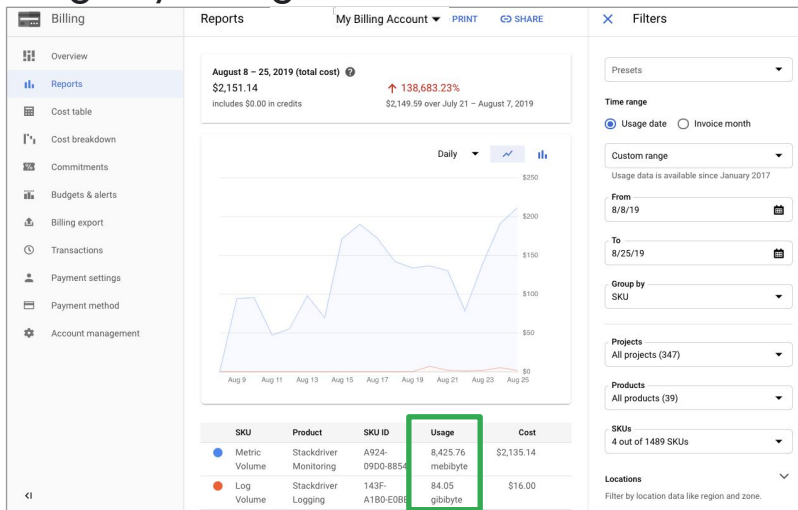 Billing
Overview
Reports
Cost table
Cost breakdown
Commitments
Budgets & alerts
Billing export
Transactions
Payment settings
Payment method
Account management
Reports
My Billing Account
PRINT
SHARE
August 8 – 25, 2019 (total cost)
$2,151.14
includes $0.00 in credits
138,683.23%
$2,149.59 over July 21 – August 7, 2019
Daily
$250
$200
$150
$100
$50
$0
Aug 9 Aug 11 Aug 13 Aug 15 Aug 17 Aug 19 Aug 21 Aug 23 Aug 25
SKU Product SKU ID Usage Cost
Metric Stackdriver A924- 8,425.76 $2,135.14
Volume Monitoring 09D0-8854 mebibyte
Log Stackdriver 143F- 84.05 $16.00
Volume Logging A1B0-E0BE gibibyte
Filters
Presets
Time range
Usage date Invoice month
Custom range
Usage data is available since January 2017
From
8/8/19
To
8/25/19
Group by
SKU
Projects
All projects (347)
Products
All products (39)
SKUs
4 out of 1489 SKUs
Locations
Filter by location data like region and zone.